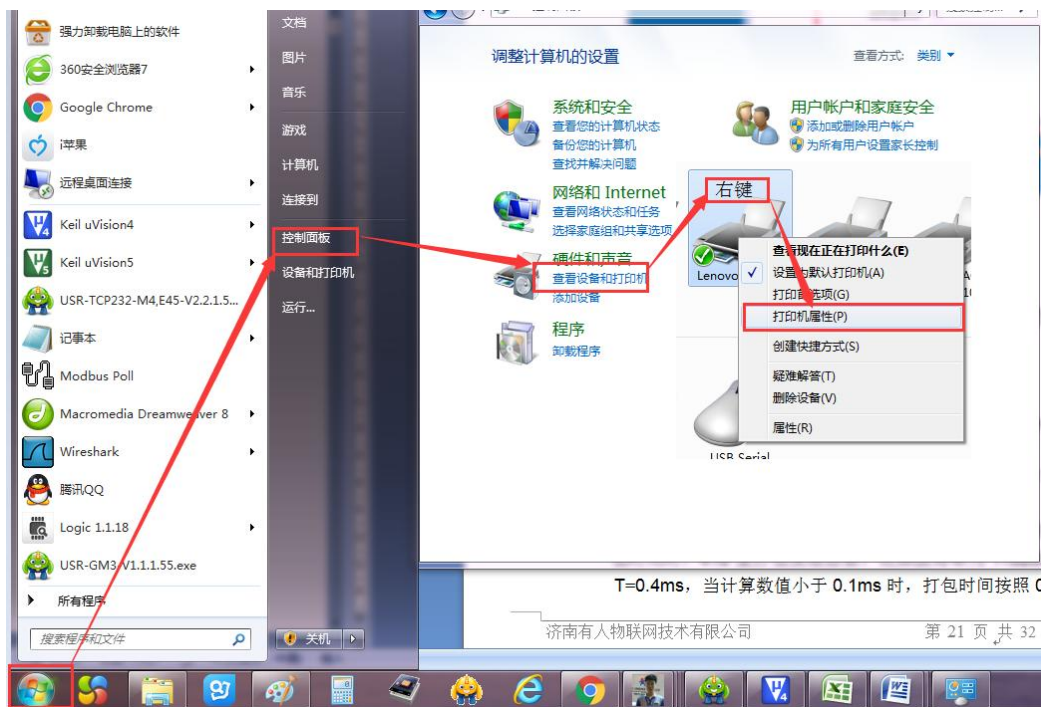 强力卸载电脑上的软件
360安全浏览器7
Google Chrome
i苹果
远程桌面连接
Keil uVision4
Keil uVision5
USR-TCP232-M4,E45-V2.2.1.5...
记事本
Modbus Poll
Macromedia Dreamweaver 8
Wireshark
腾讯QQ
Logic 1.1.18
USR-GM3-V1.1.1.55.exe
所有程序
搜索程序和文件
文档
图片
音乐
游戏
计算机
连接到
控制面板
设备和打印机
运行...
关机
调整计算机的设置
查看方式: 类别
系统和安全
查看您的计算机状态
备份您的计算机
查找并解决问题
网络和 Internet
查看网络状态和任务
选择家庭组和共享选项
硬件和声音
查看设备和打印机
添加设备
程序
卸载程序
用户帐户和家庭安全
添加或删除用户帐户
为所有用户设置家长控制
右键
Lenovo
查看现在正在打印什么(E)
设置为默认打印机(A)
打印首选项(G)
打印机属性(P)
创建快捷方式(S)
疑难解答(T)
删除设备(V)
属性(R)
USB Serial
T=0.4ms，当计算数值小于 0.1ms 时，打包时间按照
济南有人物联网技术有限公司
第 21 页 共 32